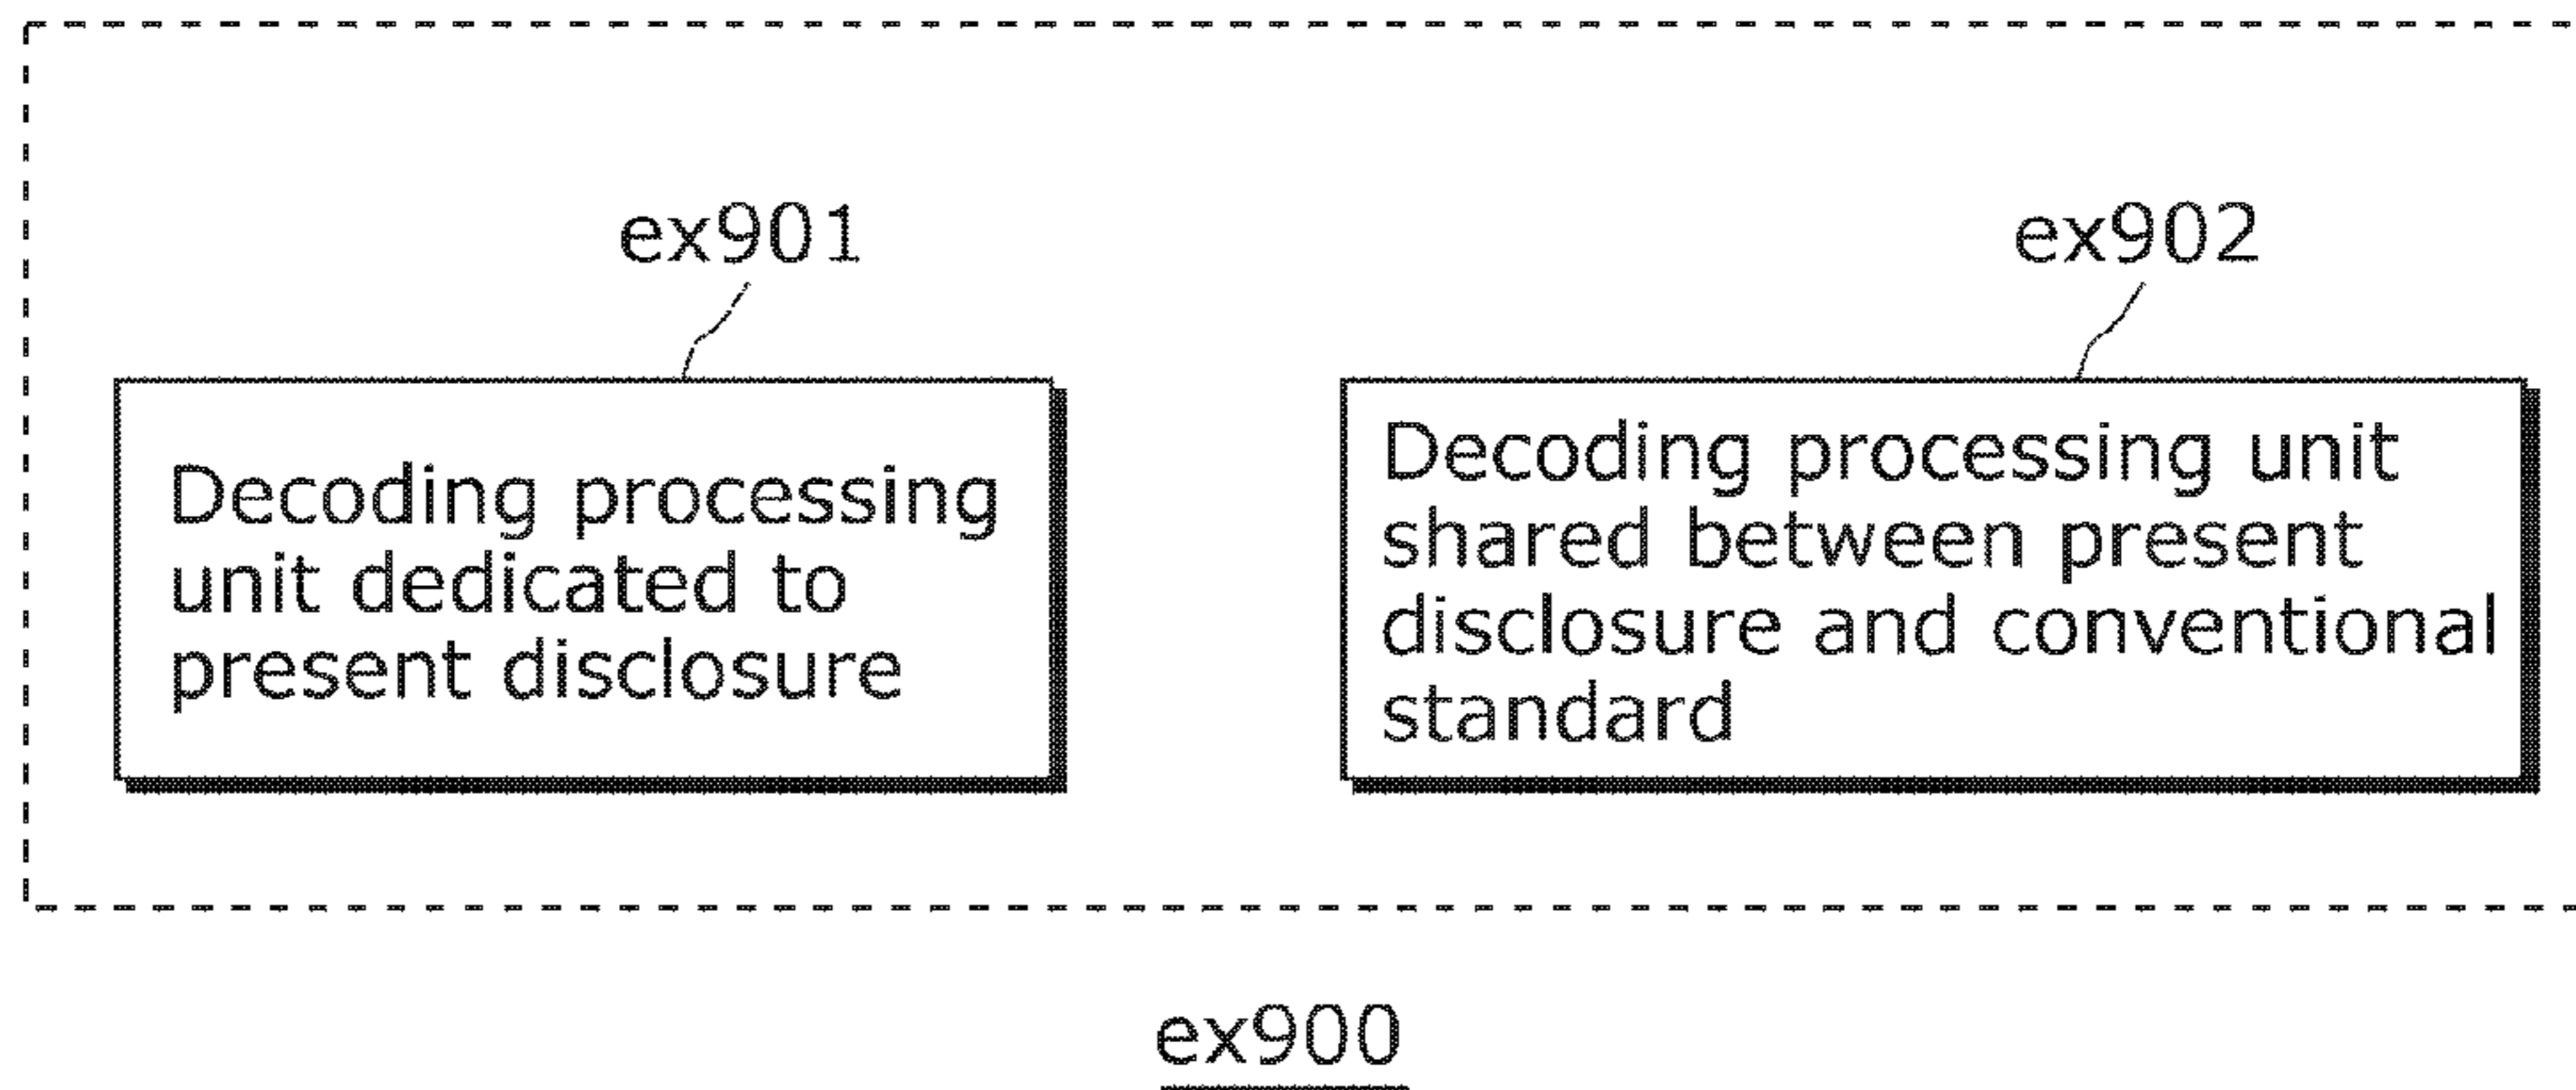 ex901
ex902
Decoding processing
unit dedicated to
present disclosure
Decoding processing unit
shared between present
disclosure and conventional
standard
ex900